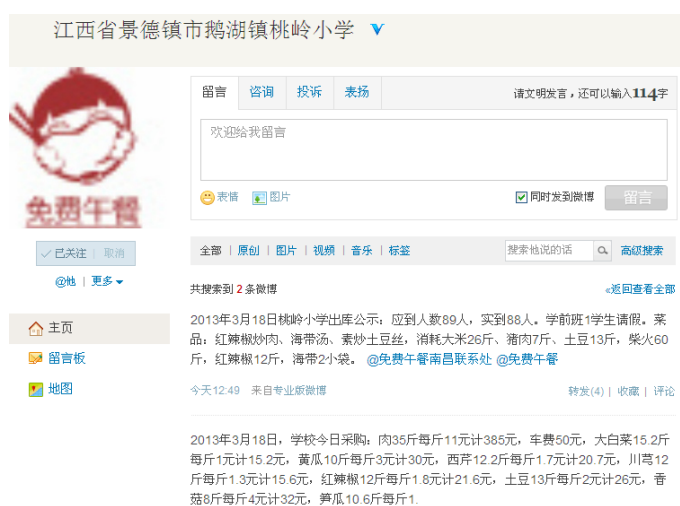 江西省景德镇市鹅湖镇桃岭小学
免费午餐
已关注 | 取消
@他 | 更多
主页
留言板
地图
留言 咨询 投诉 表扬
请文明发言，还可以输入114字
欢迎给我留言
表情 图片
同时发到微博 留言
全部 | 原创 | 图片 | 视频 | 音乐 | 标签
搜索他说的话 高级搜索
共搜索到 2 条微博
«返回查看全部
2013年3月18日桃岭小学出库公示：应到人数89人，实到88人。学前班1学生请假。菜
品：红辣椒炒肉、海带汤、素炒土豆丝，消耗大米26斤、猪肉7斤、土豆13斤，柴火60
斤，红辣椒12斤，海带2小袋。 @免费午餐南昌联系处 @免费午餐
今天12:49 来自专业版微博
转发(4) | 收藏 | 评论
2013年3月18日，学校今日采购：肉35斤每斤11元计385元，车费50元，大白菜15.2斤
每斤1元计15.2元，黄瓜10斤每斤3元计30元，西芹12.2斤每斤1.7元计20.7元，川芎12
斤每斤1.3元计15.6元，红辣椒12斤每斤1.8元计21.6元，土豆13斤每斤2元计26元，香
菇8斤每斤4元计32元，笋瓜10.6斤每斤1.